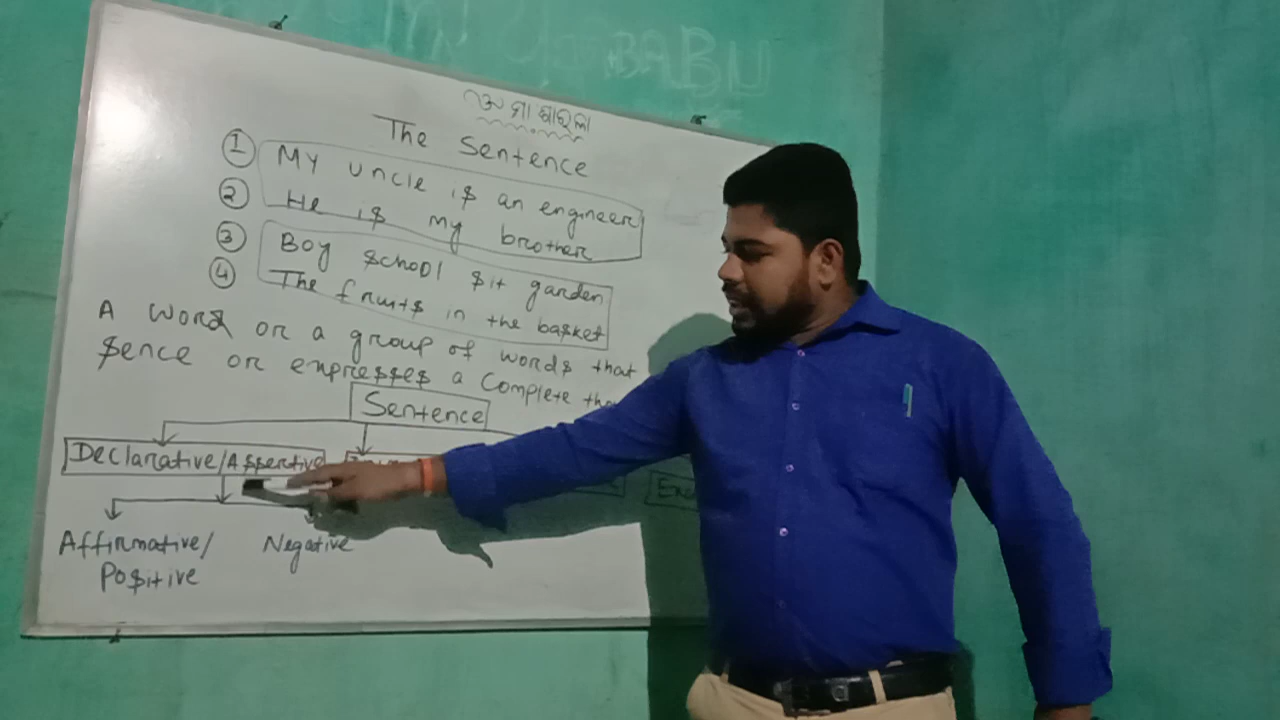 BABU
ମା ଶାରଳା
The Sentence
1 My uncle is an engineer
2 He is my brother
3 Boy school sit garden
4 The fruits in the basket
A word or a group of words that
sence or expresses a complete
Sentence
Declarative/Assertive
Affirmative/ Negative
Positive